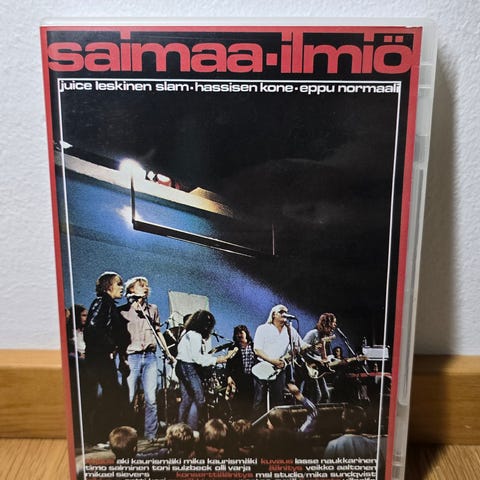 saimaa·ilmiö
juice leskinen slam·hassisen kone·eppu normaali
aki kaurismäki mika kaurismäki kuvaus lasse naukkarinen
timo salminen toni sulzbeck olli varja äänitys veikko aaltonen
mikael sievers konserttiäänitys msl studio/mika sundqvist